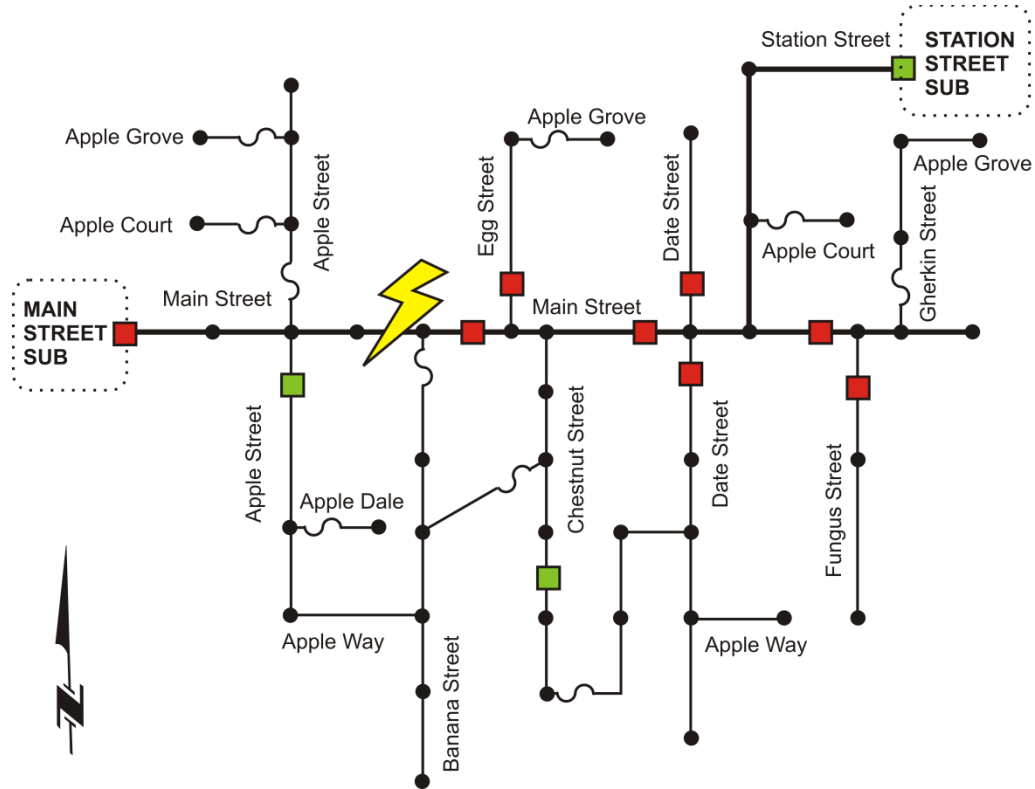 Station Street
STATION
STREET
SUB
Apple Grove
Apple Grove
Apple Grove
Apple Street
Egg Street
Date Street
Gherkin Street
Apple Court
Apple Court
Main Street
Main Street
MAIN
STREET
SUB
Apple Street
Apple Dale
Chestnut Street
Date Street
Fungus Street
Apple Way
Apple Way
Banana Street
N